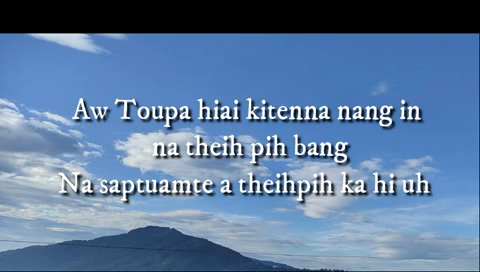 Aw Toupa hiai kitenna nang in
na theih pih bang
Na saptuamte a theihpih ka hi uh